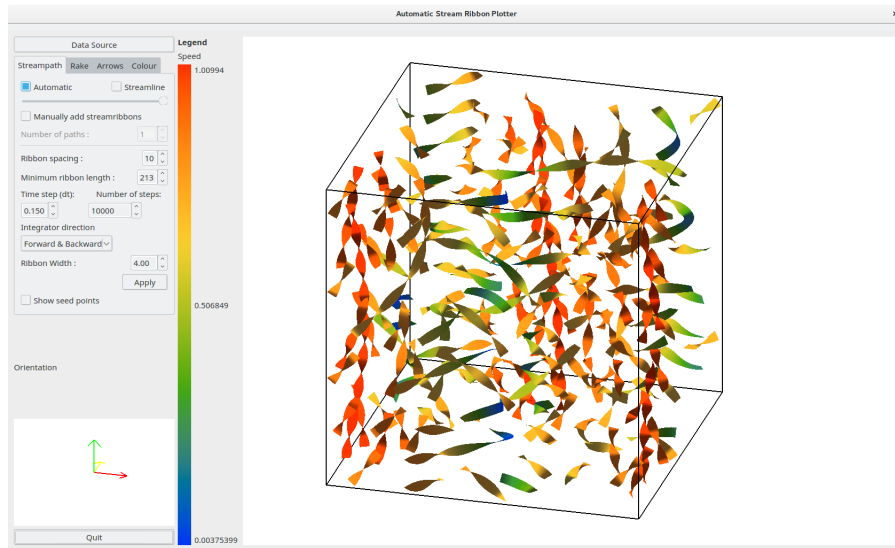 Automatic Stream Ribbon Plotter
Data Source
Streampath Rake Arrows Colour
Automatic Streamline
Manually add streamribbons
Number of paths : 1
Ribbon spacing : 10
Minimum ribbon length : 213
Time step (dt): Number of steps:
0.150 10000
Integrator direction
Forward & Backward
Ribbon Width : 4.00
Apply
Show seed points
Orientation
Quit
Legend
Speed
1.00994
0.506849
0.00375399